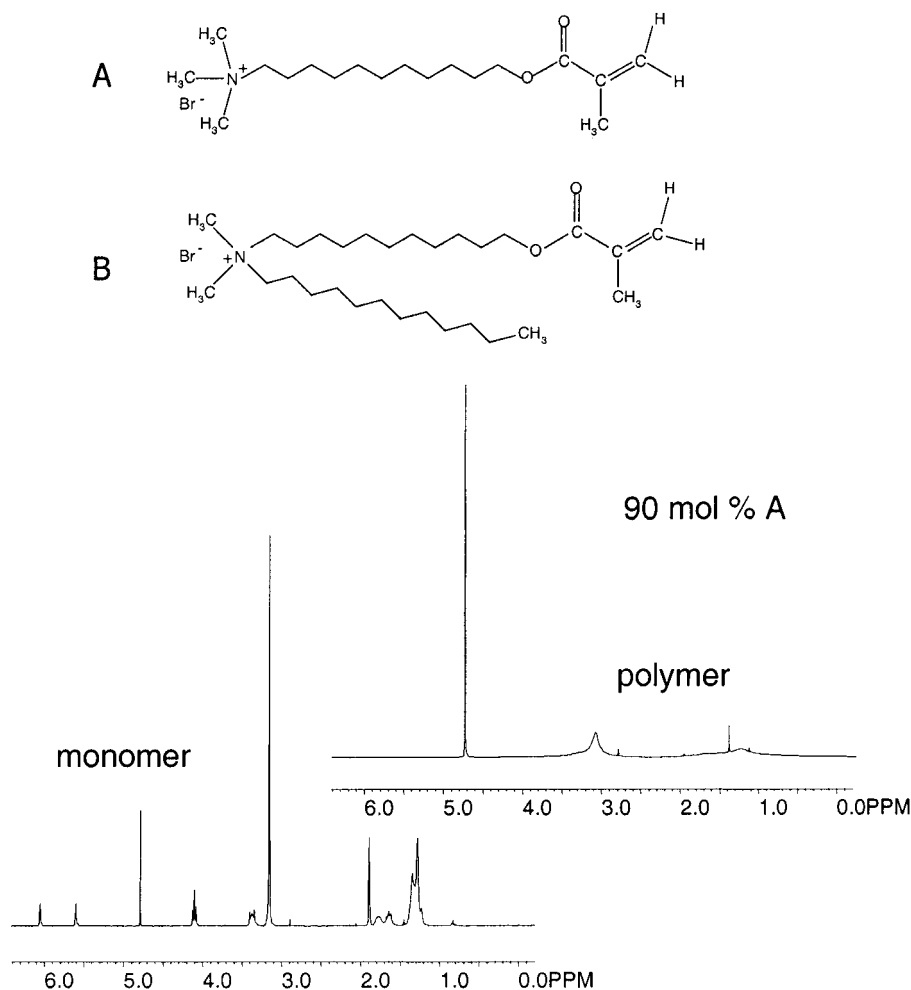 A
H₃C
H₃C
N⁺
Br⁻
H₃C
O
O
C
C
H₃C
C
H
H
B
H₃C
Br⁻
⁺N
H₃C
CH₃
O
O
C
C
CH₃
C
H
H
90 mol % A
polymer
6.0 5.0 4.0 3.0 2.0 1.0 0.0PPM
monomer
6.0 5.0 4.0 3.0 2.0 1.0 0.0PPM